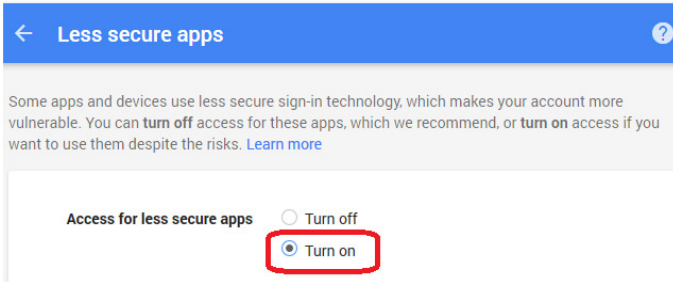 Less secure apps
Some apps and devices use less secure sign-in technology, which makes your account more
vulnerable. You can turn off access for these apps, which we recommend, or turn on access if you
want to use them despite the risks. Learn more
Access for less secure apps
Turn off
Turn on